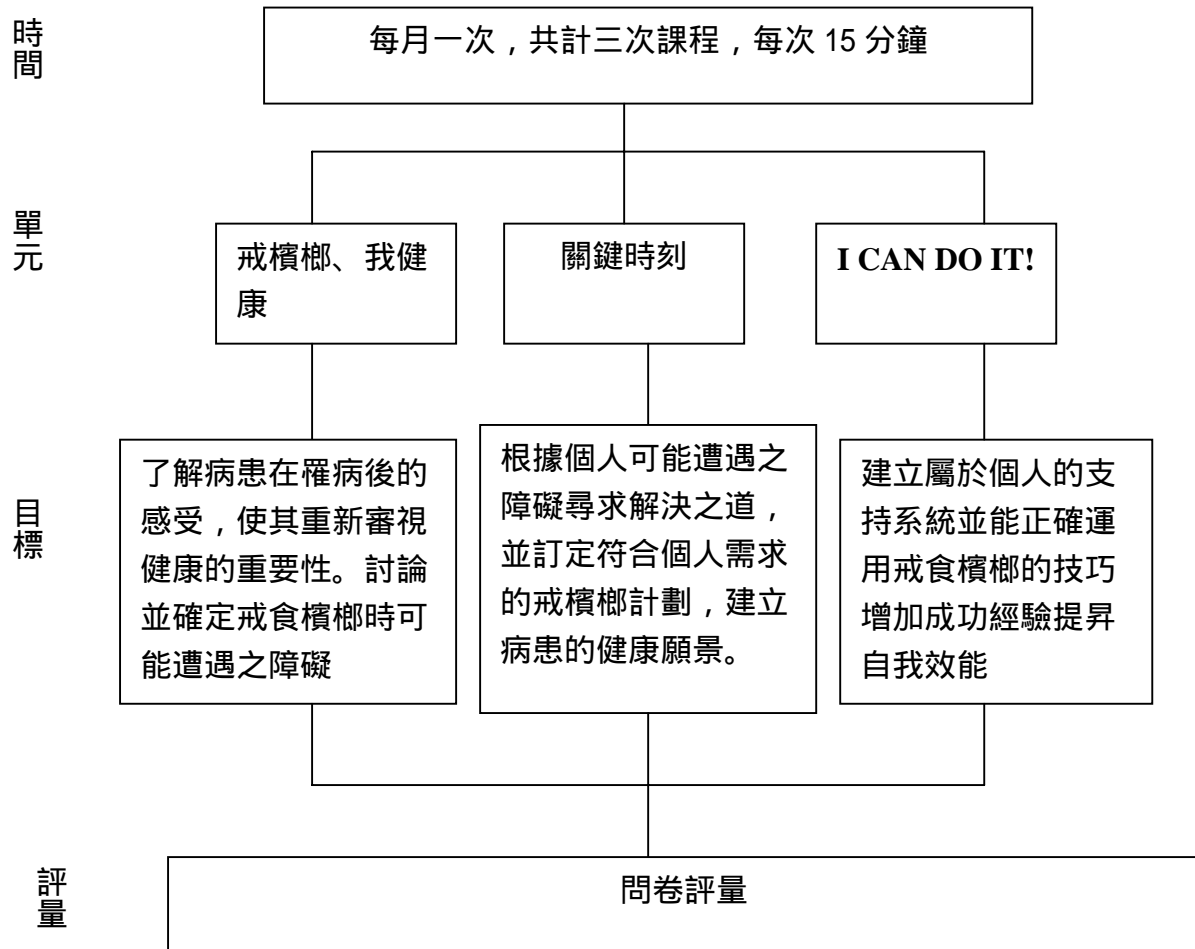 時間
每月一次，共計三次課程，每次 15 分鐘
單元
戒檳榔、我健
康
關鍵時刻
I CAN DO IT!
目標
了解病患在罹病後的
感受，使其重新審視
健康的重要性。討論
並確定戒食檳榔時可
能遭遇之障礙
根據個人可能遭遇之
障礙尋求解決之道，
並訂定符合個人需求
的戒檳榔計劃，建立
病患的健康願景。
建立屬於個人的支
持系統並能正確運
用戒食檳榔的技巧
增加成功經驗提昇
自我效能
評量
問卷評量